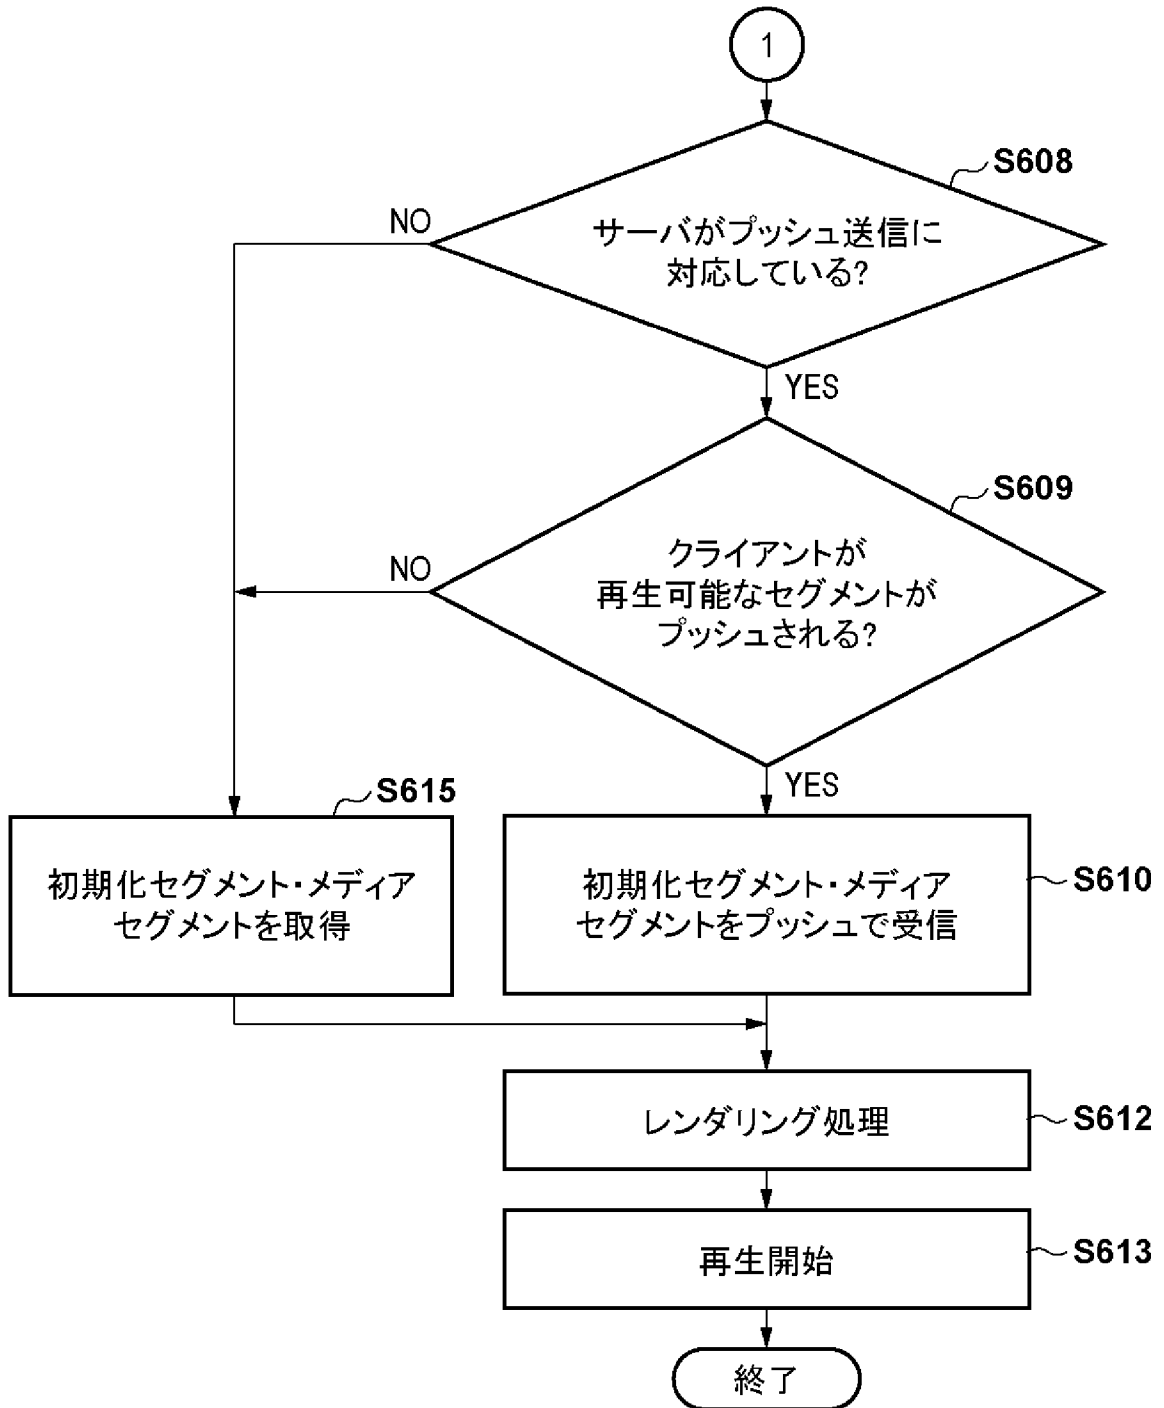 1
S608
NO
サーバがプッシュ送信に
対応している?
YES
S609
NO
クライアントが
再生可能なセグメントが
プッシュされる?
YES
S615
初期化セグメント・メディア
セグメントを取得
初期化セグメント・メディア
セグメントをプッシュで受信
S610
レンダリング処理
S612
再生開始
S613
終了